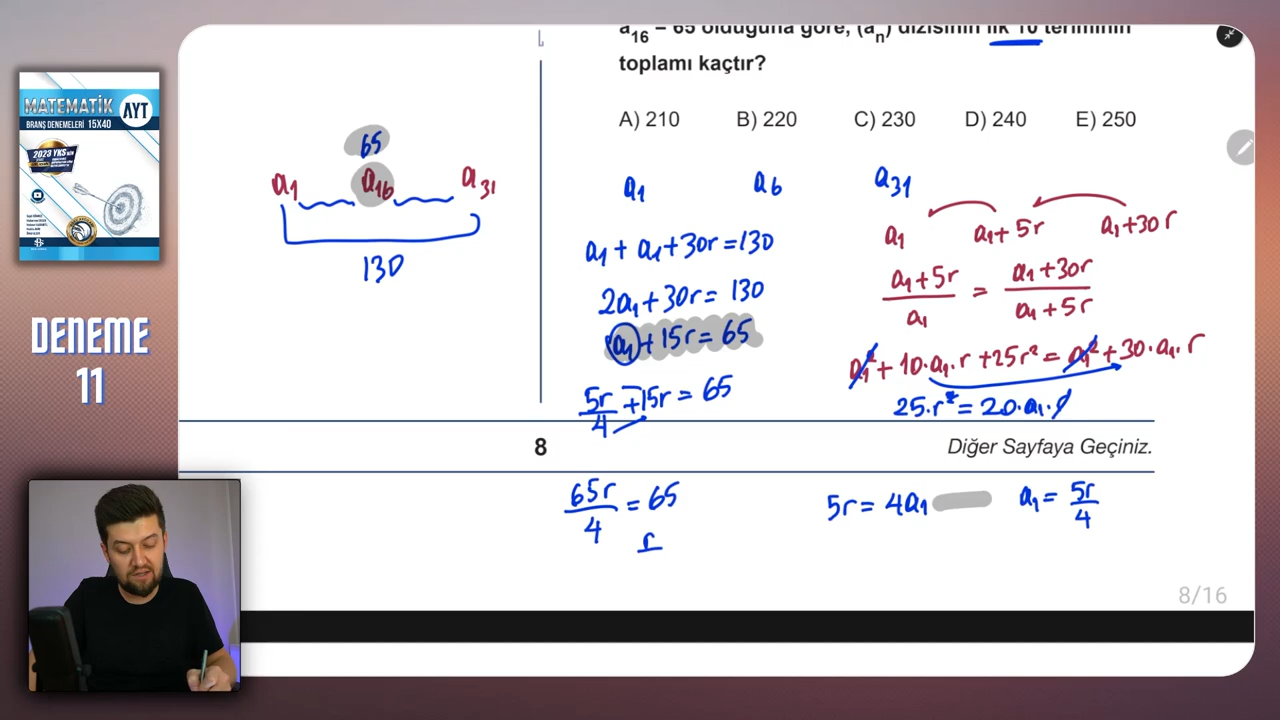 a16 = 65 olduğuna göre, (an) dizisinin ilk 10 teriminin
toplamı kaçtır?
A) 210 B) 220 C) 230 D) 240 E) 250
MATEMATİK AYT
BRANŞ DENEMELERİ 15X40
2023 YKS'nin
DENEME
11
65
a1 a16 a31
130
a1 a6 a31
a1 + a1 + 30r = 130
2a1 + 30r = 130
a1 + 15r = 65
5r/4 + 15r = 65
65r/4 = 65
r
a1 a1 + 5r a1 + 30r
(a1 + 5r)/a1 = (a1 + 30r)/(a1 + 5r)
a1² + 10·a1·r + 25r² = a1² + 30·a1·r
25·r² = 20·a1·r
5r = 4a1 a1 = 5r/4
8 Diğer Sayfaya Geçiniz.
8/16